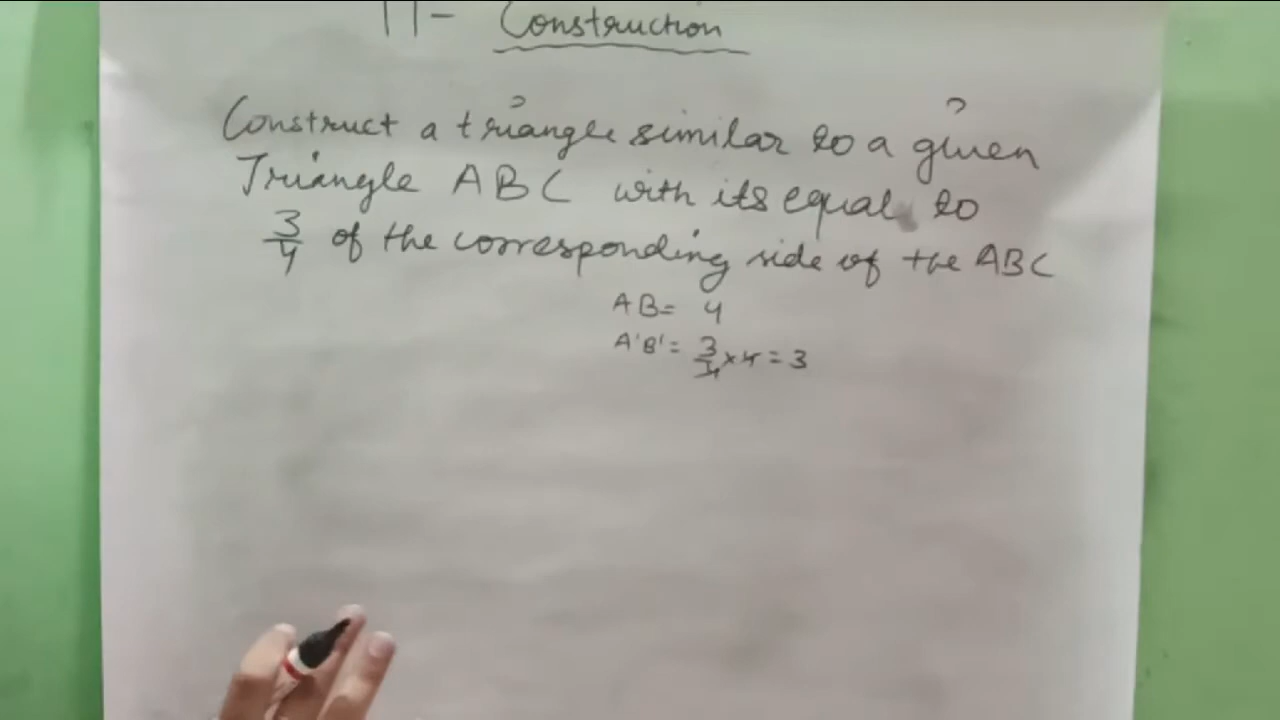 11- Construction
Construct a triangle similar to a given
Triangle ABC with its equal to
3/4 of the corresponding side of the ABC
AB= 4
A'B'= 3/4 × 4 = 3